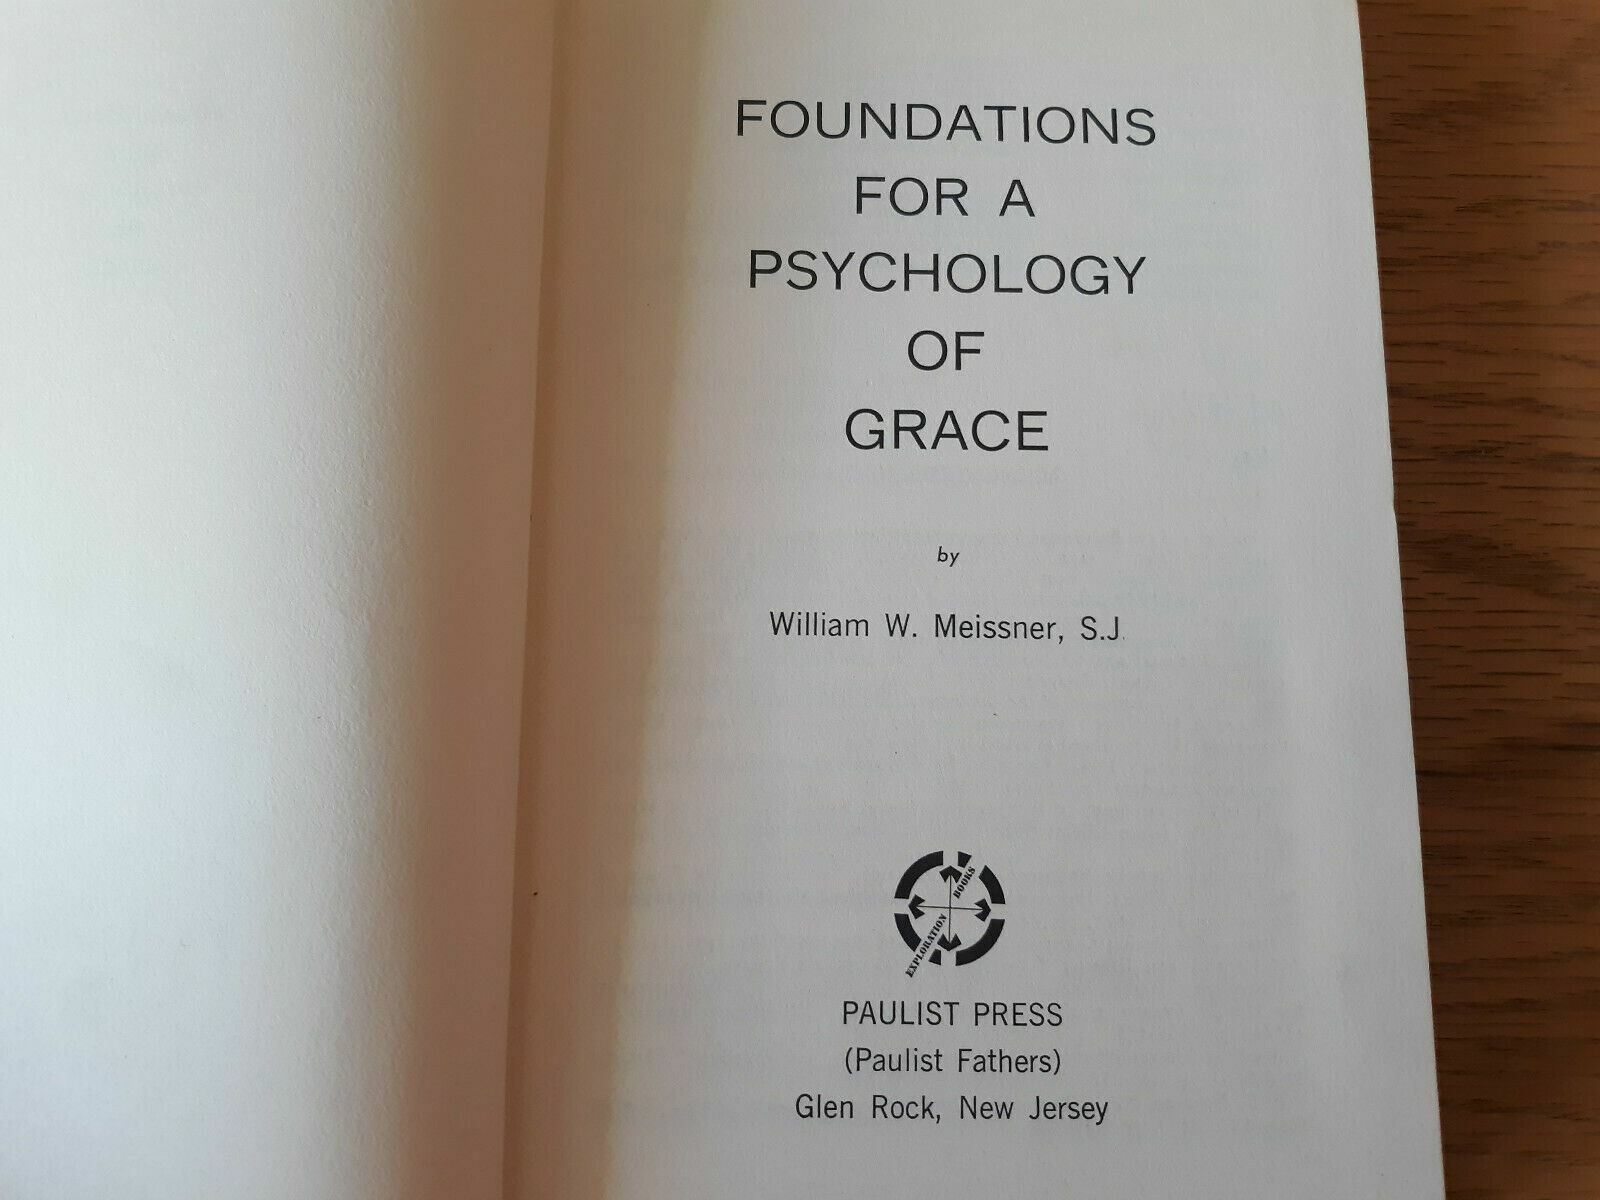 FOUNDATIONS
FOR A
PSYCHOLOGY
OF
GRACE
by
William W. Meissner, S.J.
EXPLORATION BOOKS
PAULIST PRESS
(Paulist Fathers)
Glen Rock, New Jersey